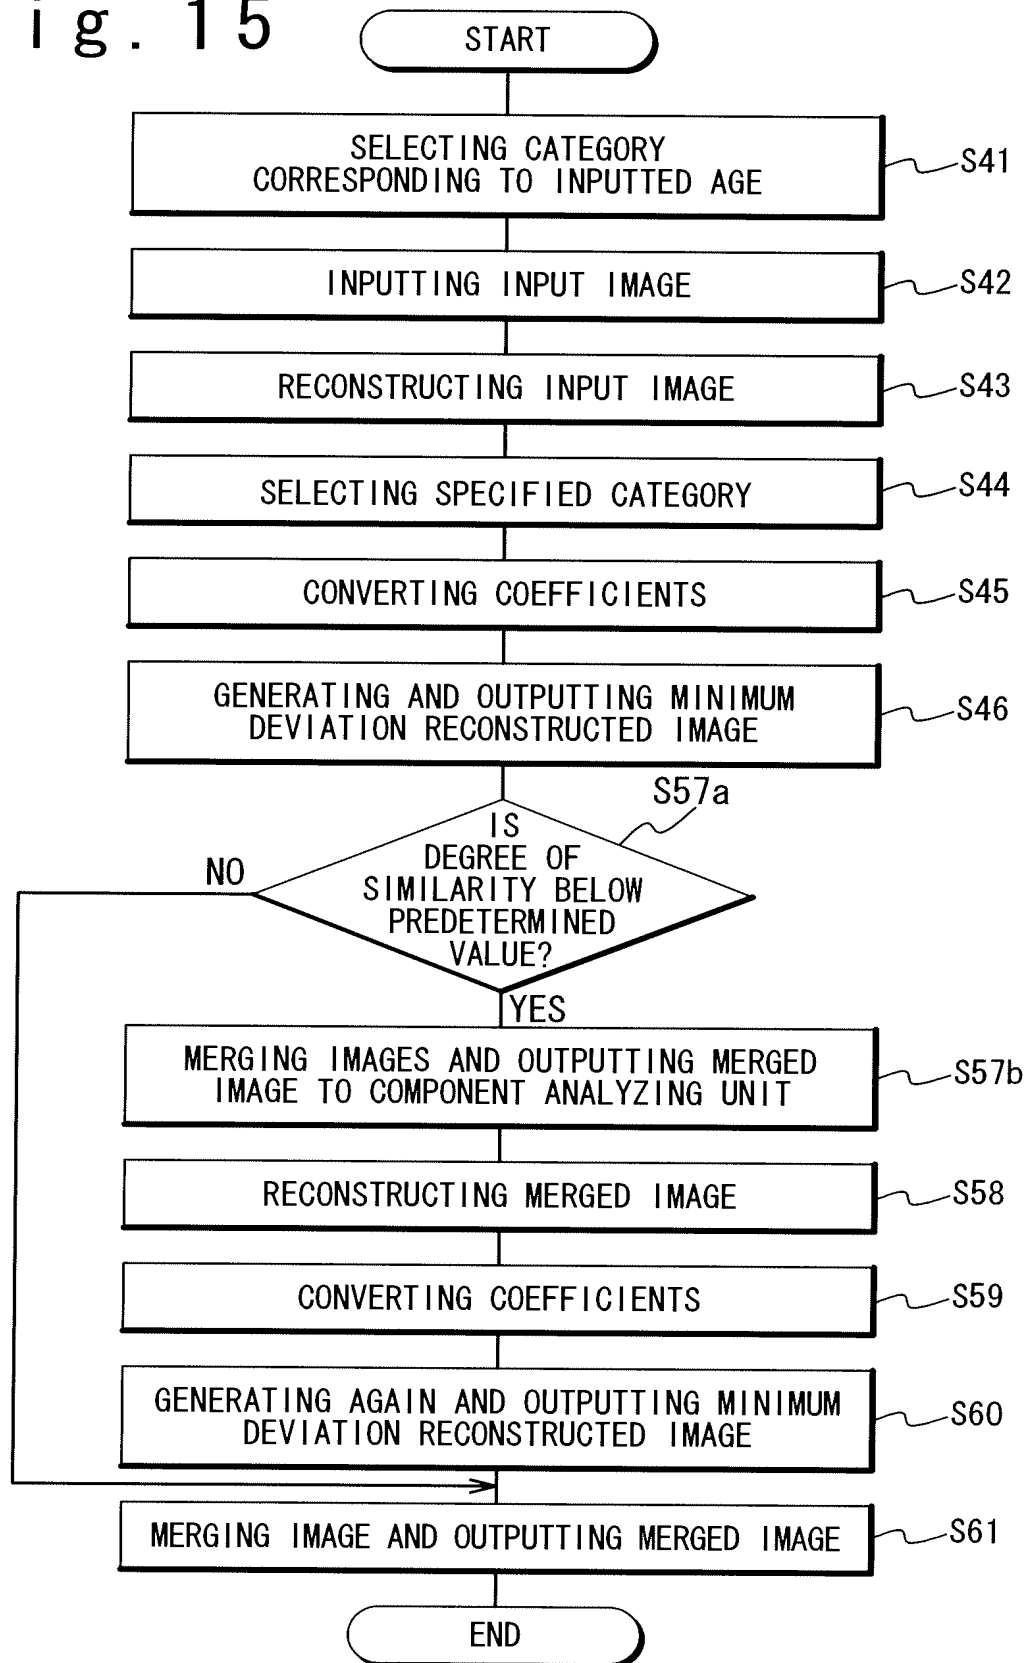 ig. 15
START
SELECTING CATEGORY
CORRESPONDING TO INPUTTED AGE
S41
INPUTTING INPUT IMAGE
S42
RECONSTRUCTING INPUT IMAGE
S43
SELECTING SPECIFIED CATEGORY
S44
CONVERTING COEFFICIENTS
S45
GENERATING AND OUTPUTTING MINIMUM
DEVIATION RECONSTRUCTED IMAGE
S46
S57a
IS
DEGREE OF
SIMILARITY BELOW
PREDETERMINED
VALUE?
NO
YES
MERGING IMAGES AND OUTPUTTING MERGED
IMAGE TO COMPONENT ANALYZING UNIT
S57b
RECONSTRUCTING MERGED IMAGE
S58
CONVERTING COEFFICIENTS
S59
GENERATING AGAIN AND OUTPUTTING MINIMUM
DEVIATION RECONSTRUCTED IMAGE
S60
MERGING IMAGE AND OUTPUTTING MERGED IMAGE
S61
END